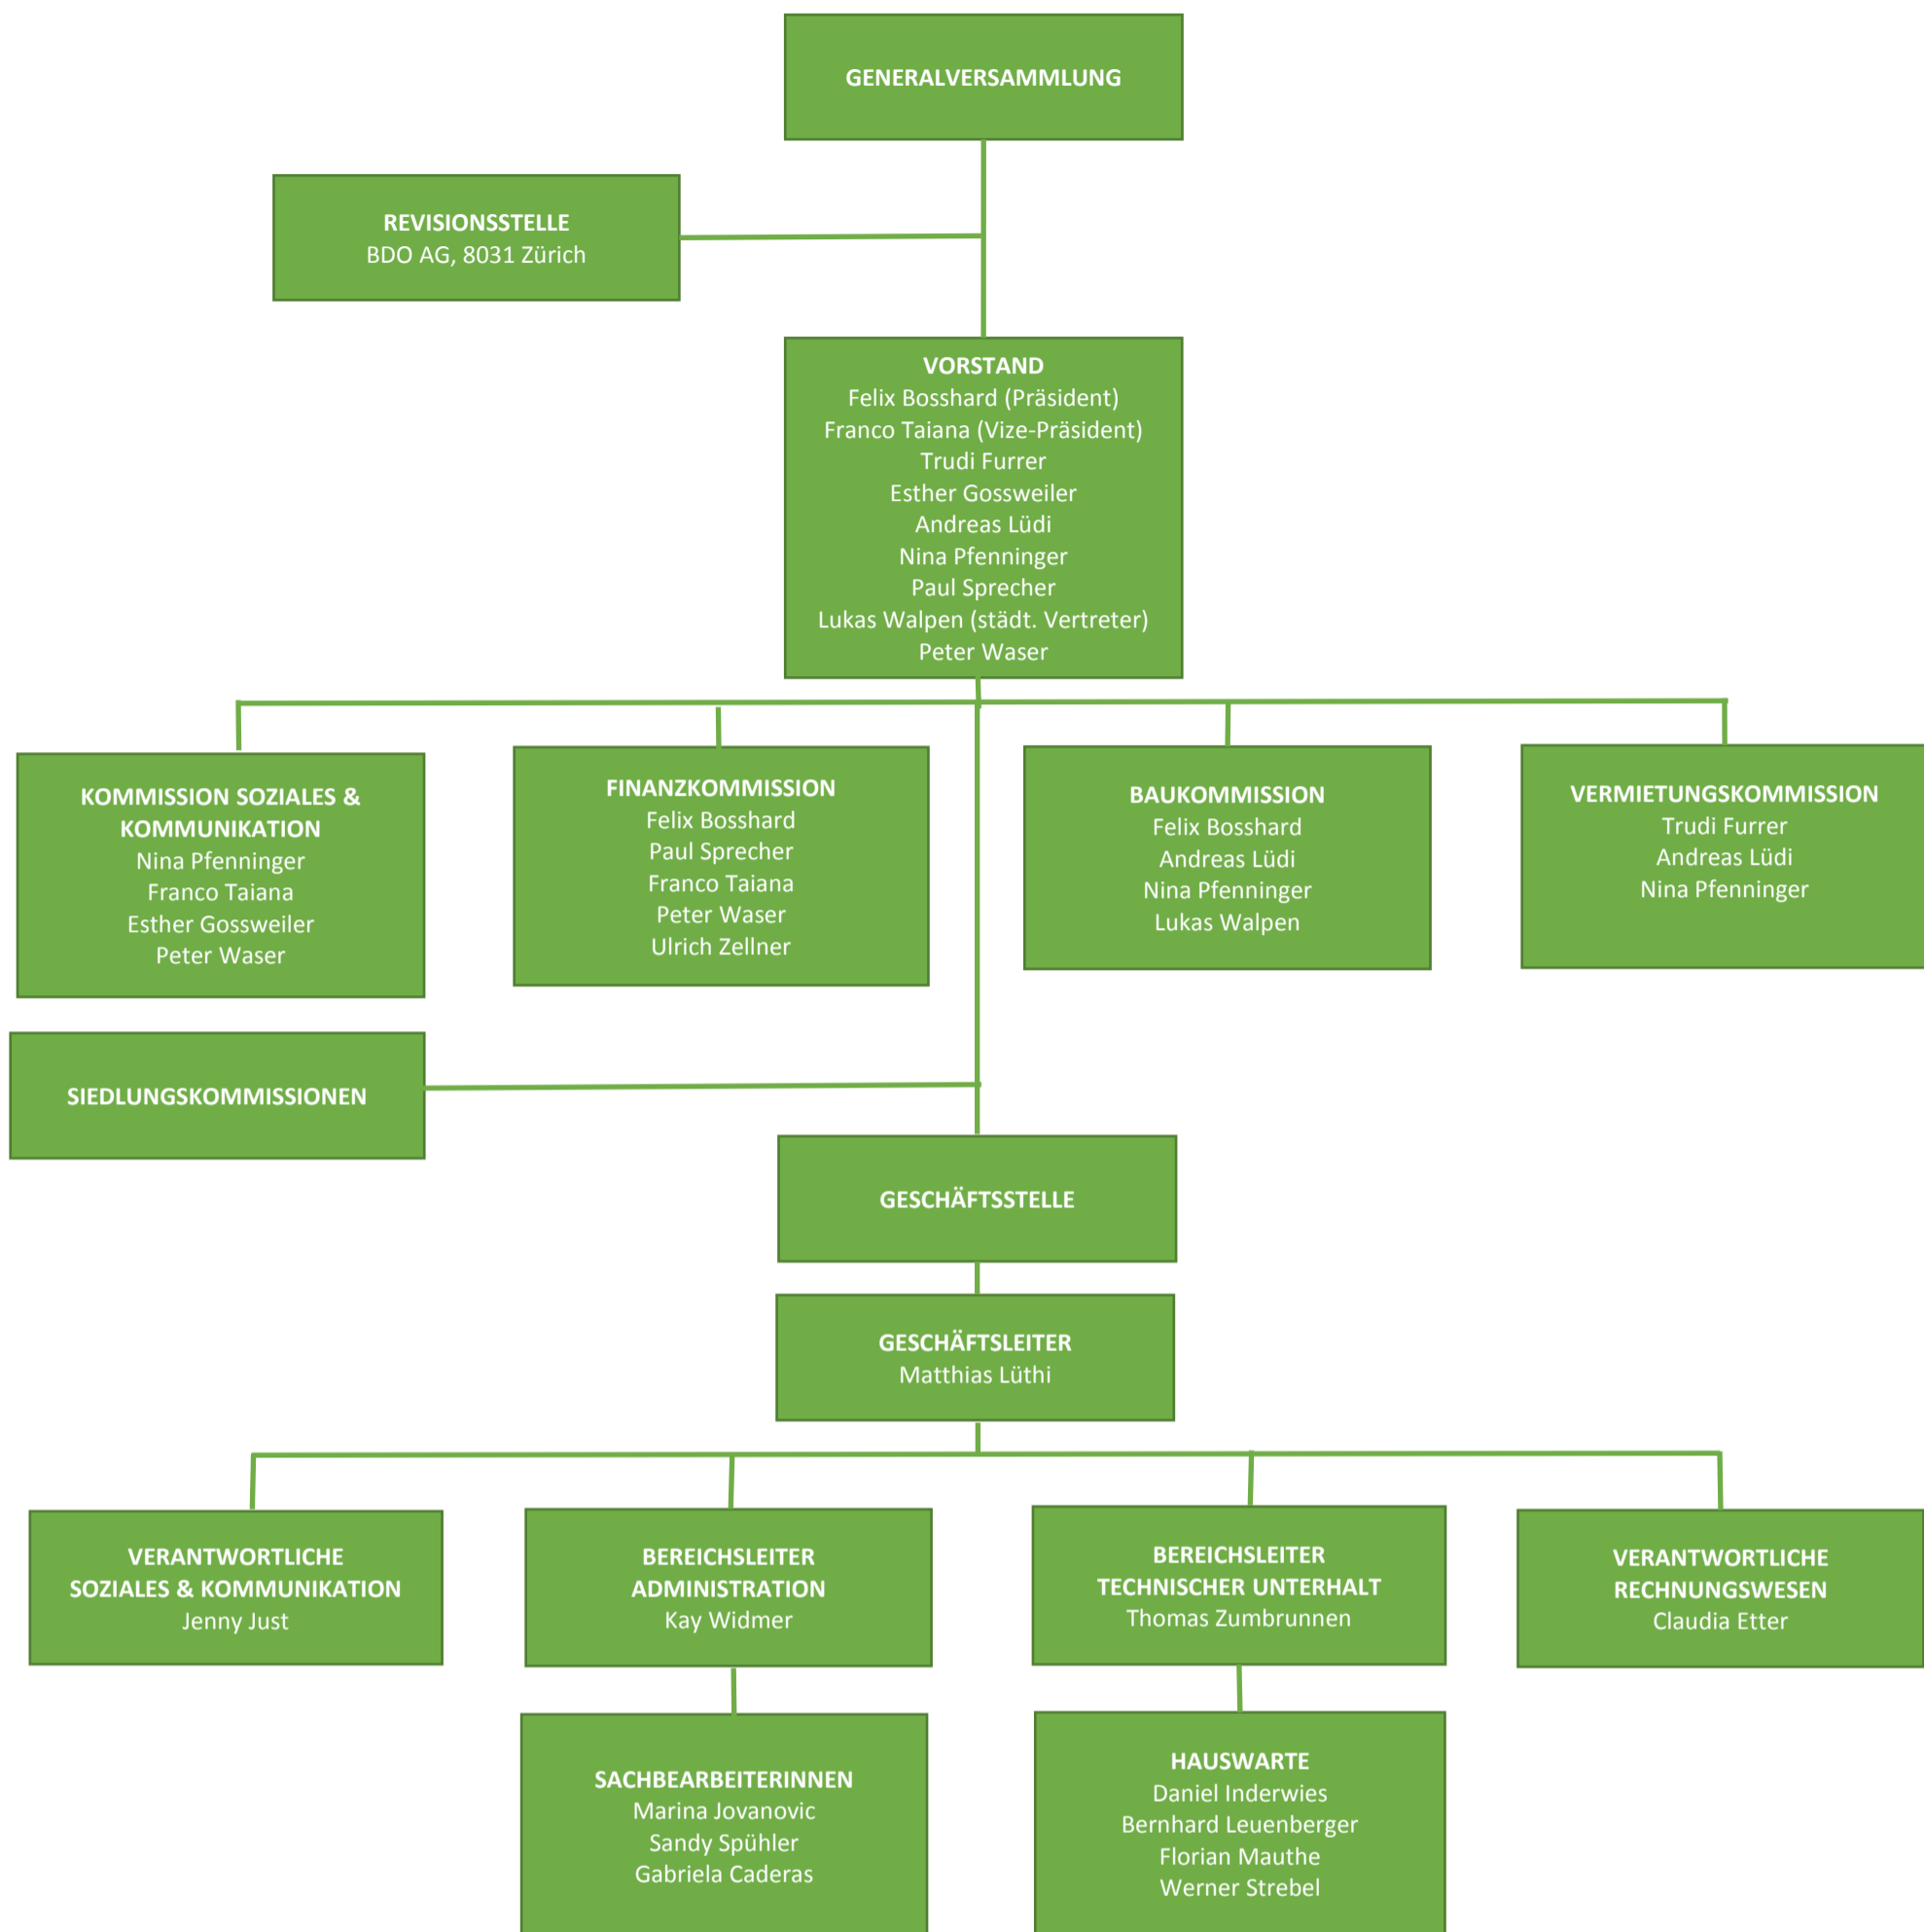 GENERALVERSAMMLUNG
REVISIONSSTELLE
BDO AG, 8031 Zürich
VORSTAND
Felix Bosshard (Präsident)
Franco Taiana (Vize-Präsident)
Trudi Furrer
Esther Gossweiler
Andreas Lüdi
Nina Pfenninger
Paul Sprecher
Lukas Walpen (städt. Vertreter)
Peter Waser
KOMMISSION SOZIALES &
KOMMUNIKATION
Nina Pfenninger
Franco Taiana
Esther Gossweiler
Peter Waser
FINANZKOMMISSION
Felix Bosshard
Paul Sprecher
Franco Taiana
Peter Waser
Ulrich Zellner
BAUKOMMISSION
Felix Bosshard
Andreas Lüdi
Nina Pfenninger
Lukas Walpen
VERMIETUNGSKOMMISSION
Trudi Furrer
Andreas Lüdi
Nina Pfenninger
SIEDLUNGSKOMMISSIONEN
GESCHÄFTSSTELLE
GESCHÄFTSLEITER
Matthias Lüthi
VERANTWORTLICHE
SOZIALES & KOMMUNIKATION
Jenny Just
BEREICHSLEITER
ADMINISTRATION
Kay Widmer
BEREICHSLEITER
TECHNISCHER UNTERHALT
Thomas Zumbrunnen
VERANTWORTLICHE
RECHNUNGSWESEN
Claudia Etter
SACHBEARBEITERINNEN
Marina Jovanovic
Sandy Spühler
Gabriela Caderas
HAUSWARTE
Daniel Inderwies
Bernhard Leuenberger
Florian Mauthe
Werner Strebel